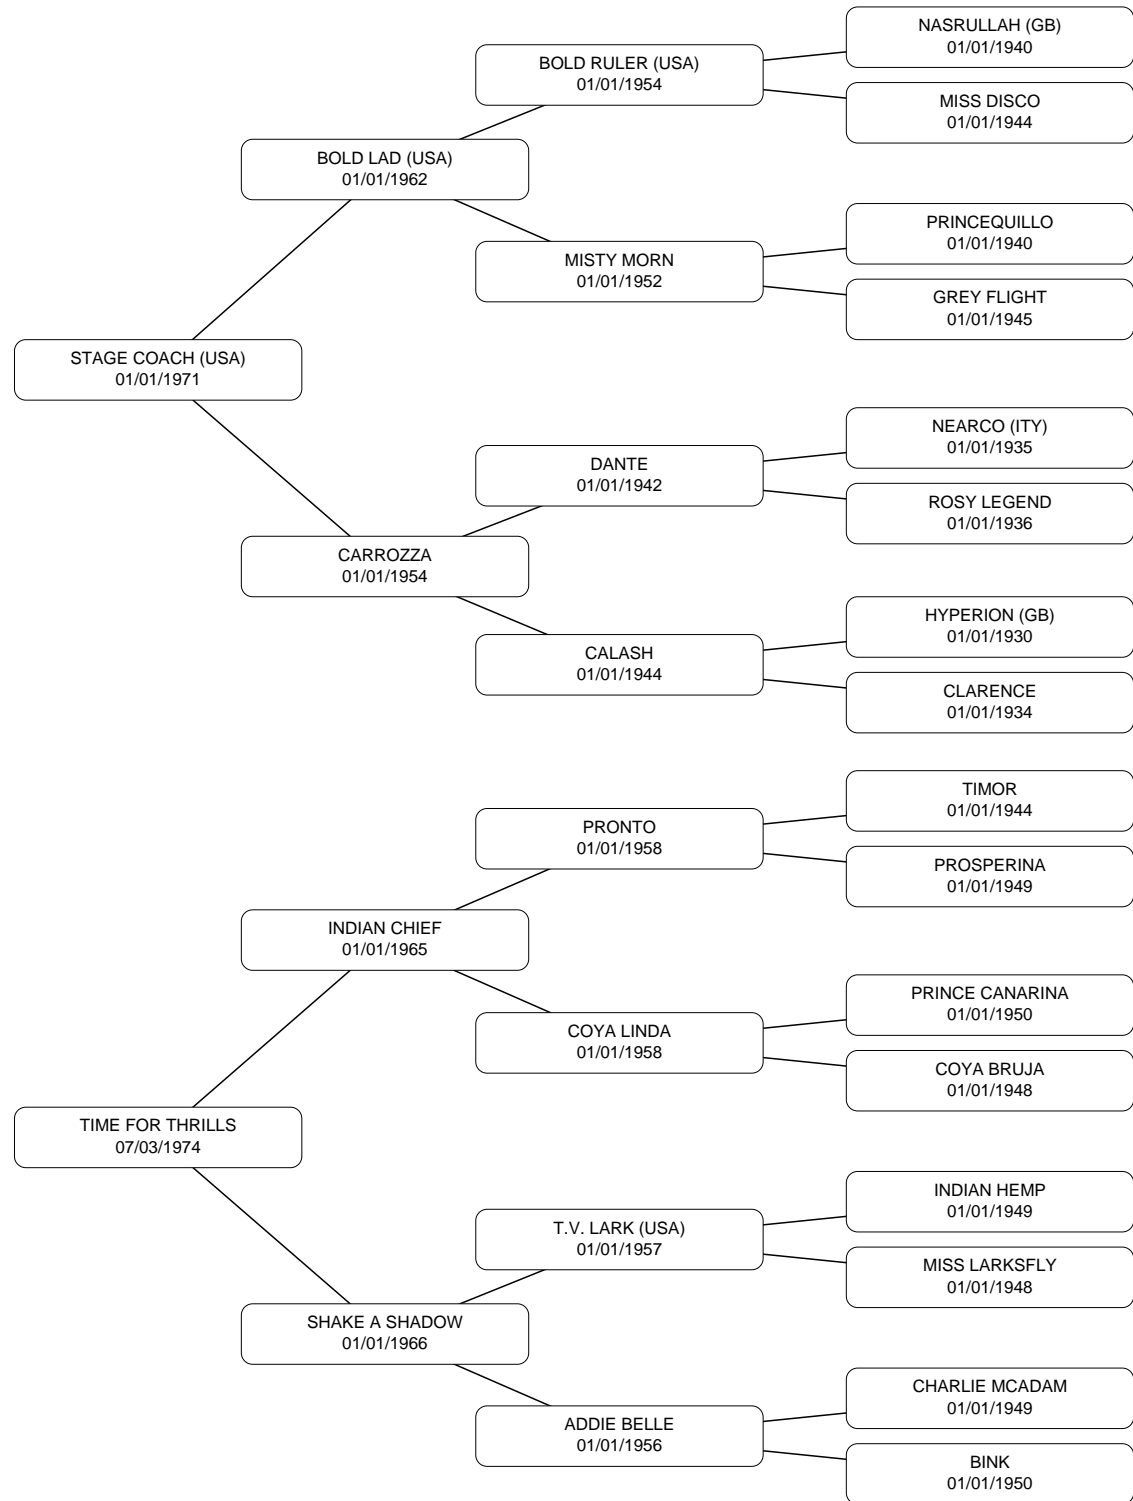 NASRULLAH (GB)
01/01/1940
BOLD RULER (USA)
01/01/1954
MISS DISCO
01/01/1944
BOLD LAD (USA)
01/01/1962
PRINCEQUILLO
01/01/1940
MISTY MORN
01/01/1952
GREY FLIGHT
01/01/1945
STAGE COACH (USA)
01/01/1971
NEARCO (ITY)
01/01/1935
DANTE
01/01/1942
ROSY LEGEND
01/01/1936
CARROZZA
01/01/1954
HYPERION (GB)
01/01/1930
CALASH
01/01/1944
CLARENCE
01/01/1934
TIMOR
01/01/1944
PRONTO
01/01/1958
PROSPERINA
01/01/1949
INDIAN CHIEF
01/01/1965
PRINCE CANARINA
01/01/1950
COYA LINDA
01/01/1958
COYA BRUJA
01/01/1948
TIME FOR THRILLS
07/03/1974
INDIAN HEMP
01/01/1949
T.V. LARK (USA)
01/01/1957
MISS LARKSFLY
01/01/1948
SHAKE A SHADOW
01/01/1966
CHARLIE MCADAM
01/01/1949
ADDIE BELLE
01/01/1956
BINK
01/01/1950